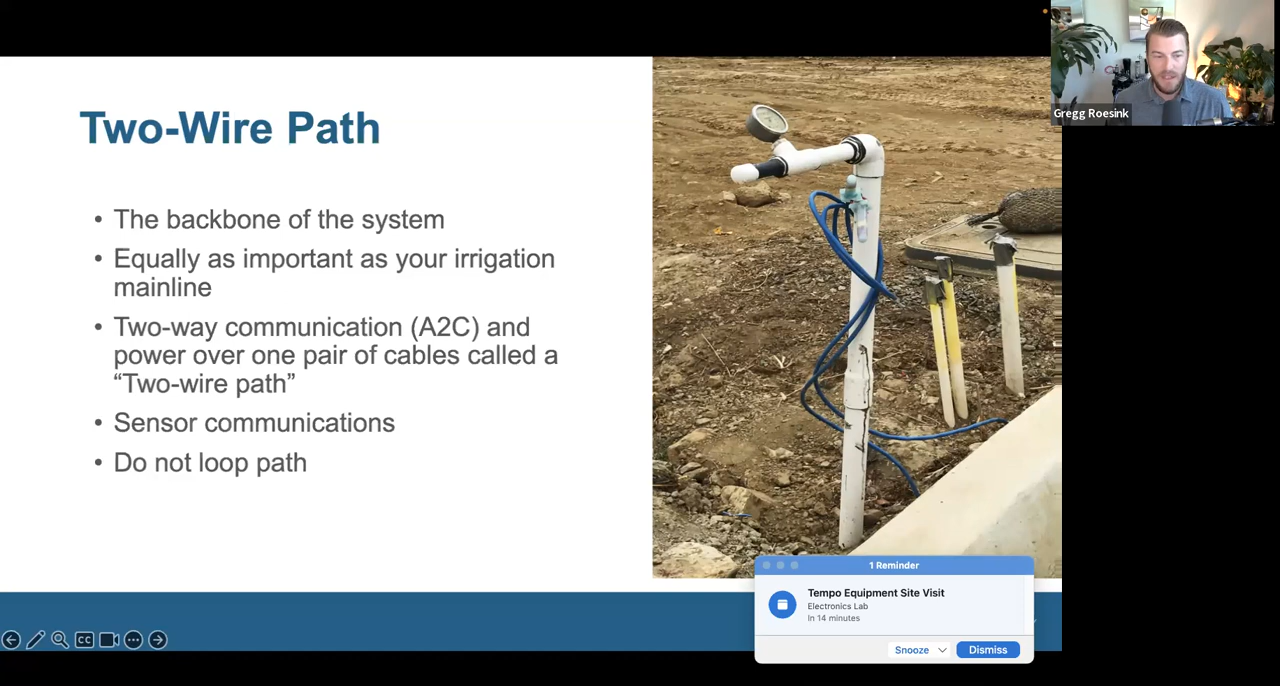 Two-Wire Path
• The backbone of the system
• Equally as important as your irrigation
mainline
• Two-way communication (A2C) and
power over one pair of cables called a
“Two-wire path”
• Sensor communications
• Do not loop path
Gregg Roesink
1 Reminder
Tempo Equipment Site Visit
Electronics Lab
In 14 minutes
Snooze
Dismiss
CC